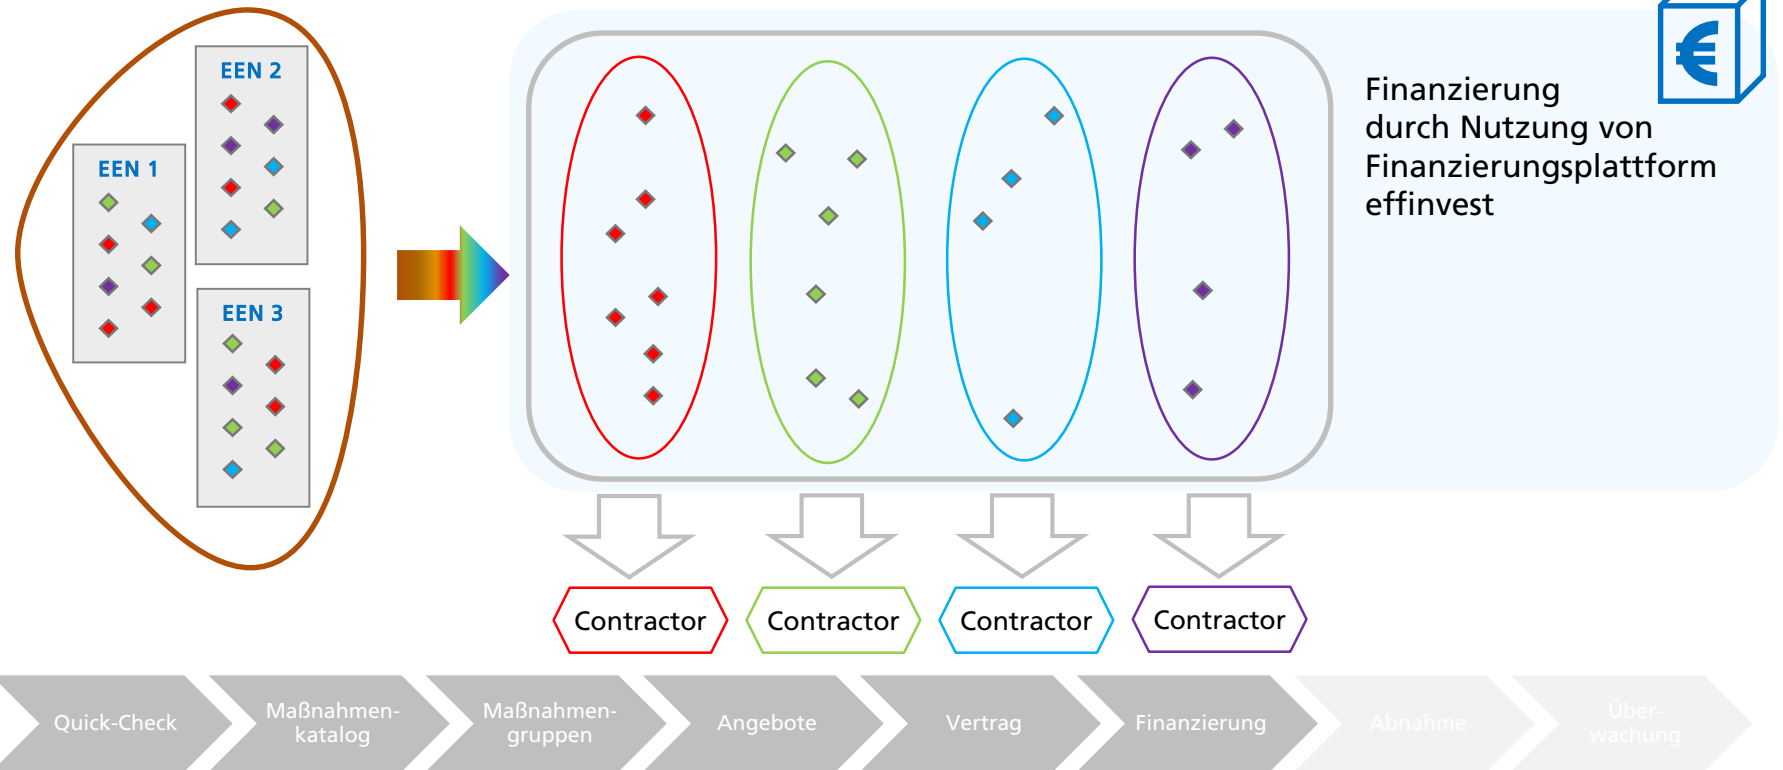 EEN 2
EEN 1
EEN 3
€
Finanzierung
durch Nutzung von
Finanzierungsplattform
effinvest
Contractor
Contractor
Contractor
Contractor
Quick-Check
Maßnahmen-
katalog
Maßnahmen-
gruppen
Angebote
Vertrag
Finanzierung
Abnahme
Über-
wachung